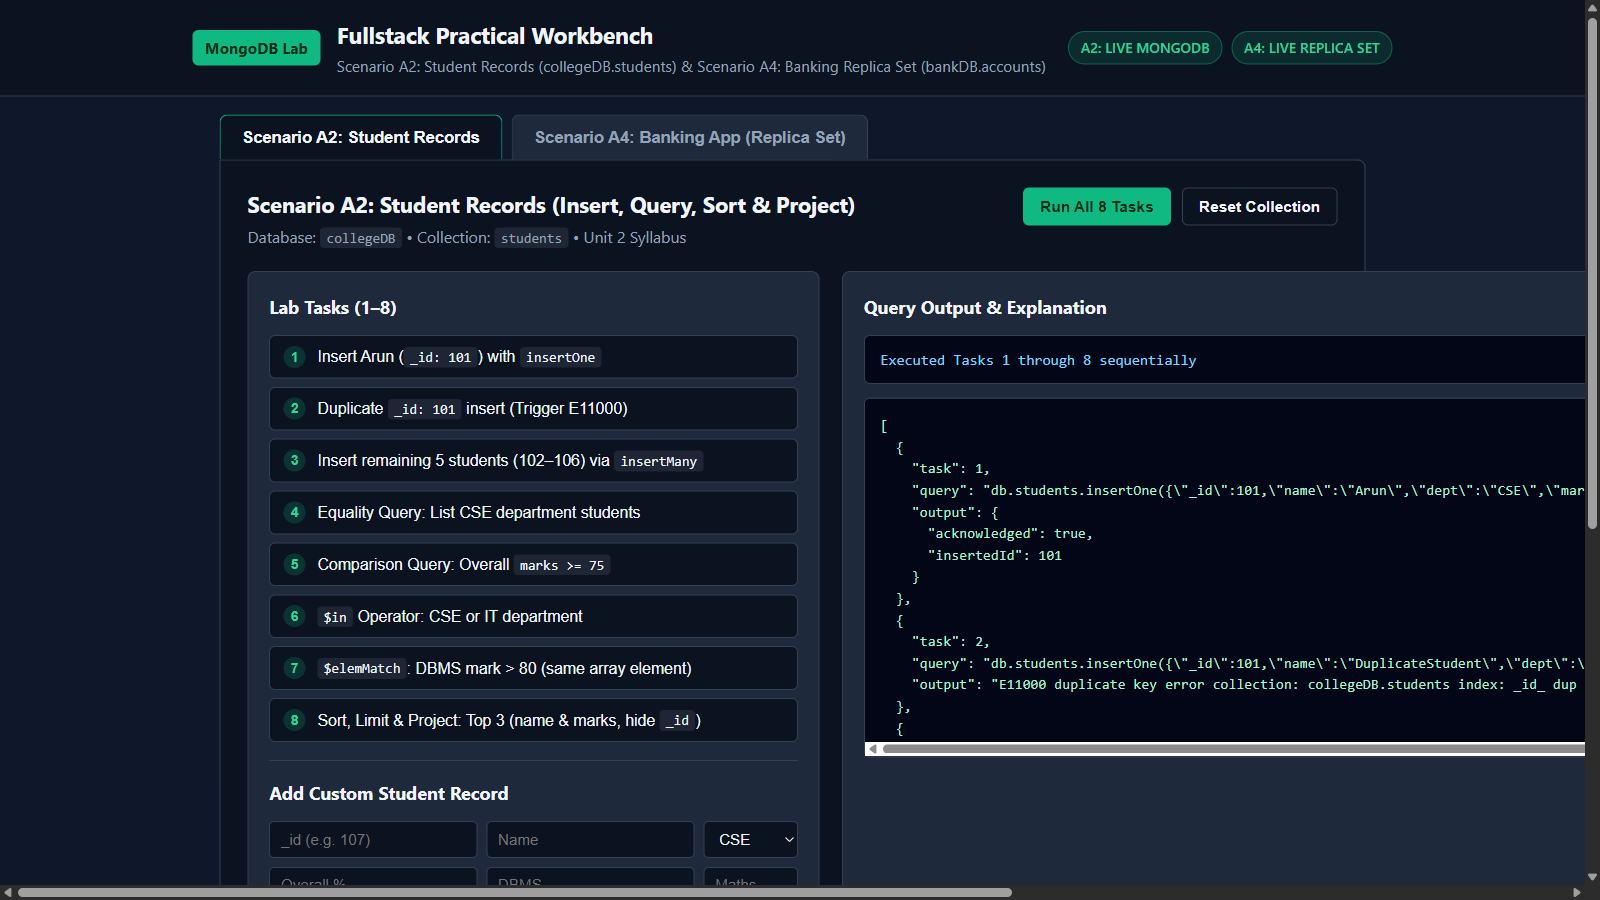 MongoDB Lab
Fullstack Practical Workbench
Scenario A2: Student Records (collegeDB.students) & Scenario A4: Banking Replica Set (bankDB.accounts)
A2: LIVE MONGODB
A4: LIVE REPLICA SET
Scenario A2: Student Records
Scenario A4: Banking App (Replica Set)
Scenario A2: Student Records (Insert, Query, Sort & Project)
Database: collegeDB • Collection: students • Unit 2 Syllabus
Run All 8 Tasks
Reset Collection
Lab Tasks (1–8)
1 Insert Arun (_id: 101) with insertOne
2 Duplicate _id: 101 insert (Trigger E11000)
3 Insert remaining 5 students (102–106) via insertMany
4 Equality Query: List CSE department students
5 Comparison Query: Overall marks >= 75
6 $in Operator: CSE or IT department
7 $elemMatch: DBMS mark > 80 (same array element)
8 Sort, Limit & Project: Top 3 (name & marks, hide _id)
Add Custom Student Record
_id (e.g. 107)
Name
CSE
Overall %
DBMS
Maths
Query Output & Explanation
Executed Tasks 1 through 8 sequentially
[
{
"task": 1,
"query": "db.students.insertOne({\"_id\":101,\"name\":\"Arun\",\"dept\":\"CSE\",\"mar
"output": {
"acknowledged": true,
"insertedId": 101
}
},
{
"task": 2,
"query": "db.students.insertOne({\"_id\":101,\"name\":\"DuplicateStudent\",\"dept\":\
"output": "E11000 duplicate key error collection: collegeDB.students index: _id_ dup
},
{